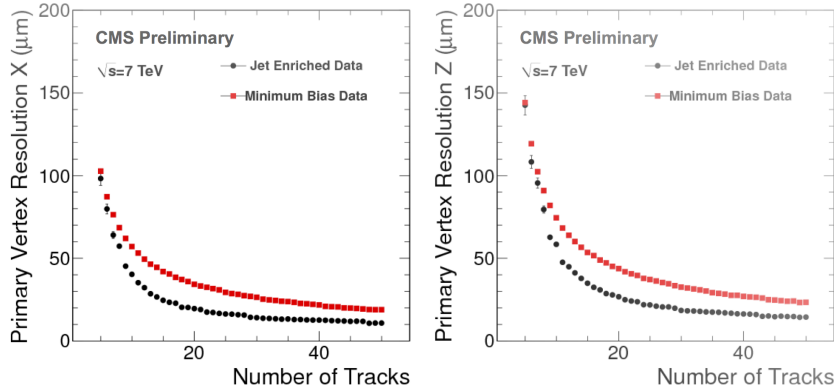 Primary Vertex Resolution X (μm)
200
150
100
50
0
CMS Preliminary
√s=7 TeV
Jet Enriched Data
Minimum Bias Data
20
40
Number of Tracks
Primary Vertex Resolution Z (μm)
200
150
100
50
0
CMS Preliminary
√s=7 TeV
Jet Enriched Data
Minimum Bias Data
20
40
Number of Tracks